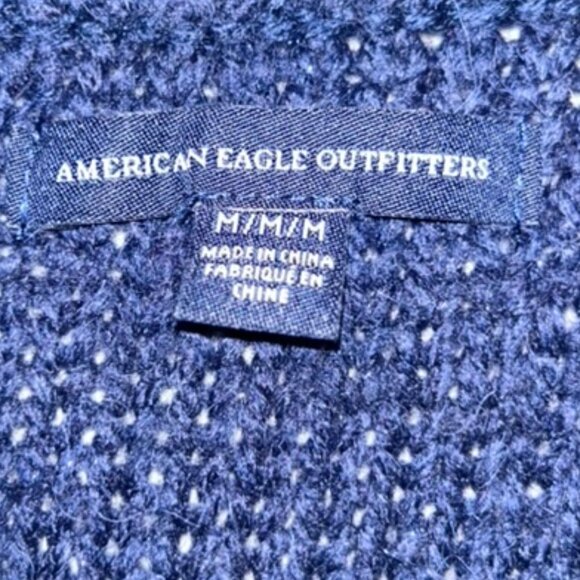 AMERICAN EAGLE OUTFITTERS
M/M/M
MADE IN CHINA
FABRIQUÉ EN
CHINE